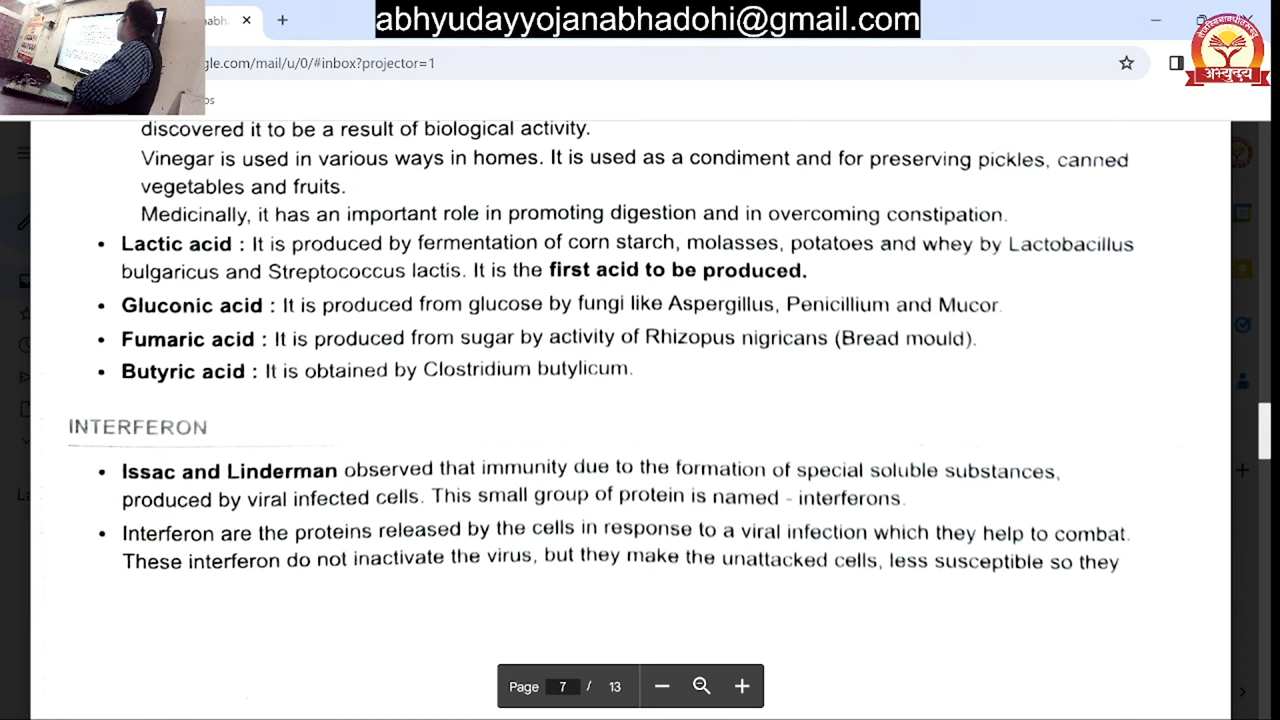 abhyudayyojanabhadohi@gmail.com
gle.com/mail/u/0/#inbox?projector=1
discovered it to be a result of biological activity.
Vinegar is used in various ways in homes. It is used as a condiment and for preserving pickles, canned
vegetables and fruits.
Medicinally, it has an important role in promoting digestion and in overcoming constipation.
• Lactic acid : It is produced by fermentation of corn starch, molasses, potatoes and whey by Lactobacillus
bulgaricus and Streptococcus lactis. It is the first acid to be produced.
• Gluconic acid : It is produced from glucose by fungi like Aspergillus, Penicillium and Mucor.
• Fumaric acid : It is produced from sugar by activity of Rhizopus nigricans (Bread mould).
• Butyric acid : It is obtained by Clostridium butylicum.
INTERFERON
• Issac and Linderman observed that immunity due to the formation of special soluble substances,
produced by viral infected cells. This small group of protein is named - interferons.
• Interferon are the proteins released by the cells in response to a viral infection which they help to combat.
These interferon do not inactivate the virus, but they make the unattacked cells, less susceptible so they
Page 7 / 13
अभ्युदय